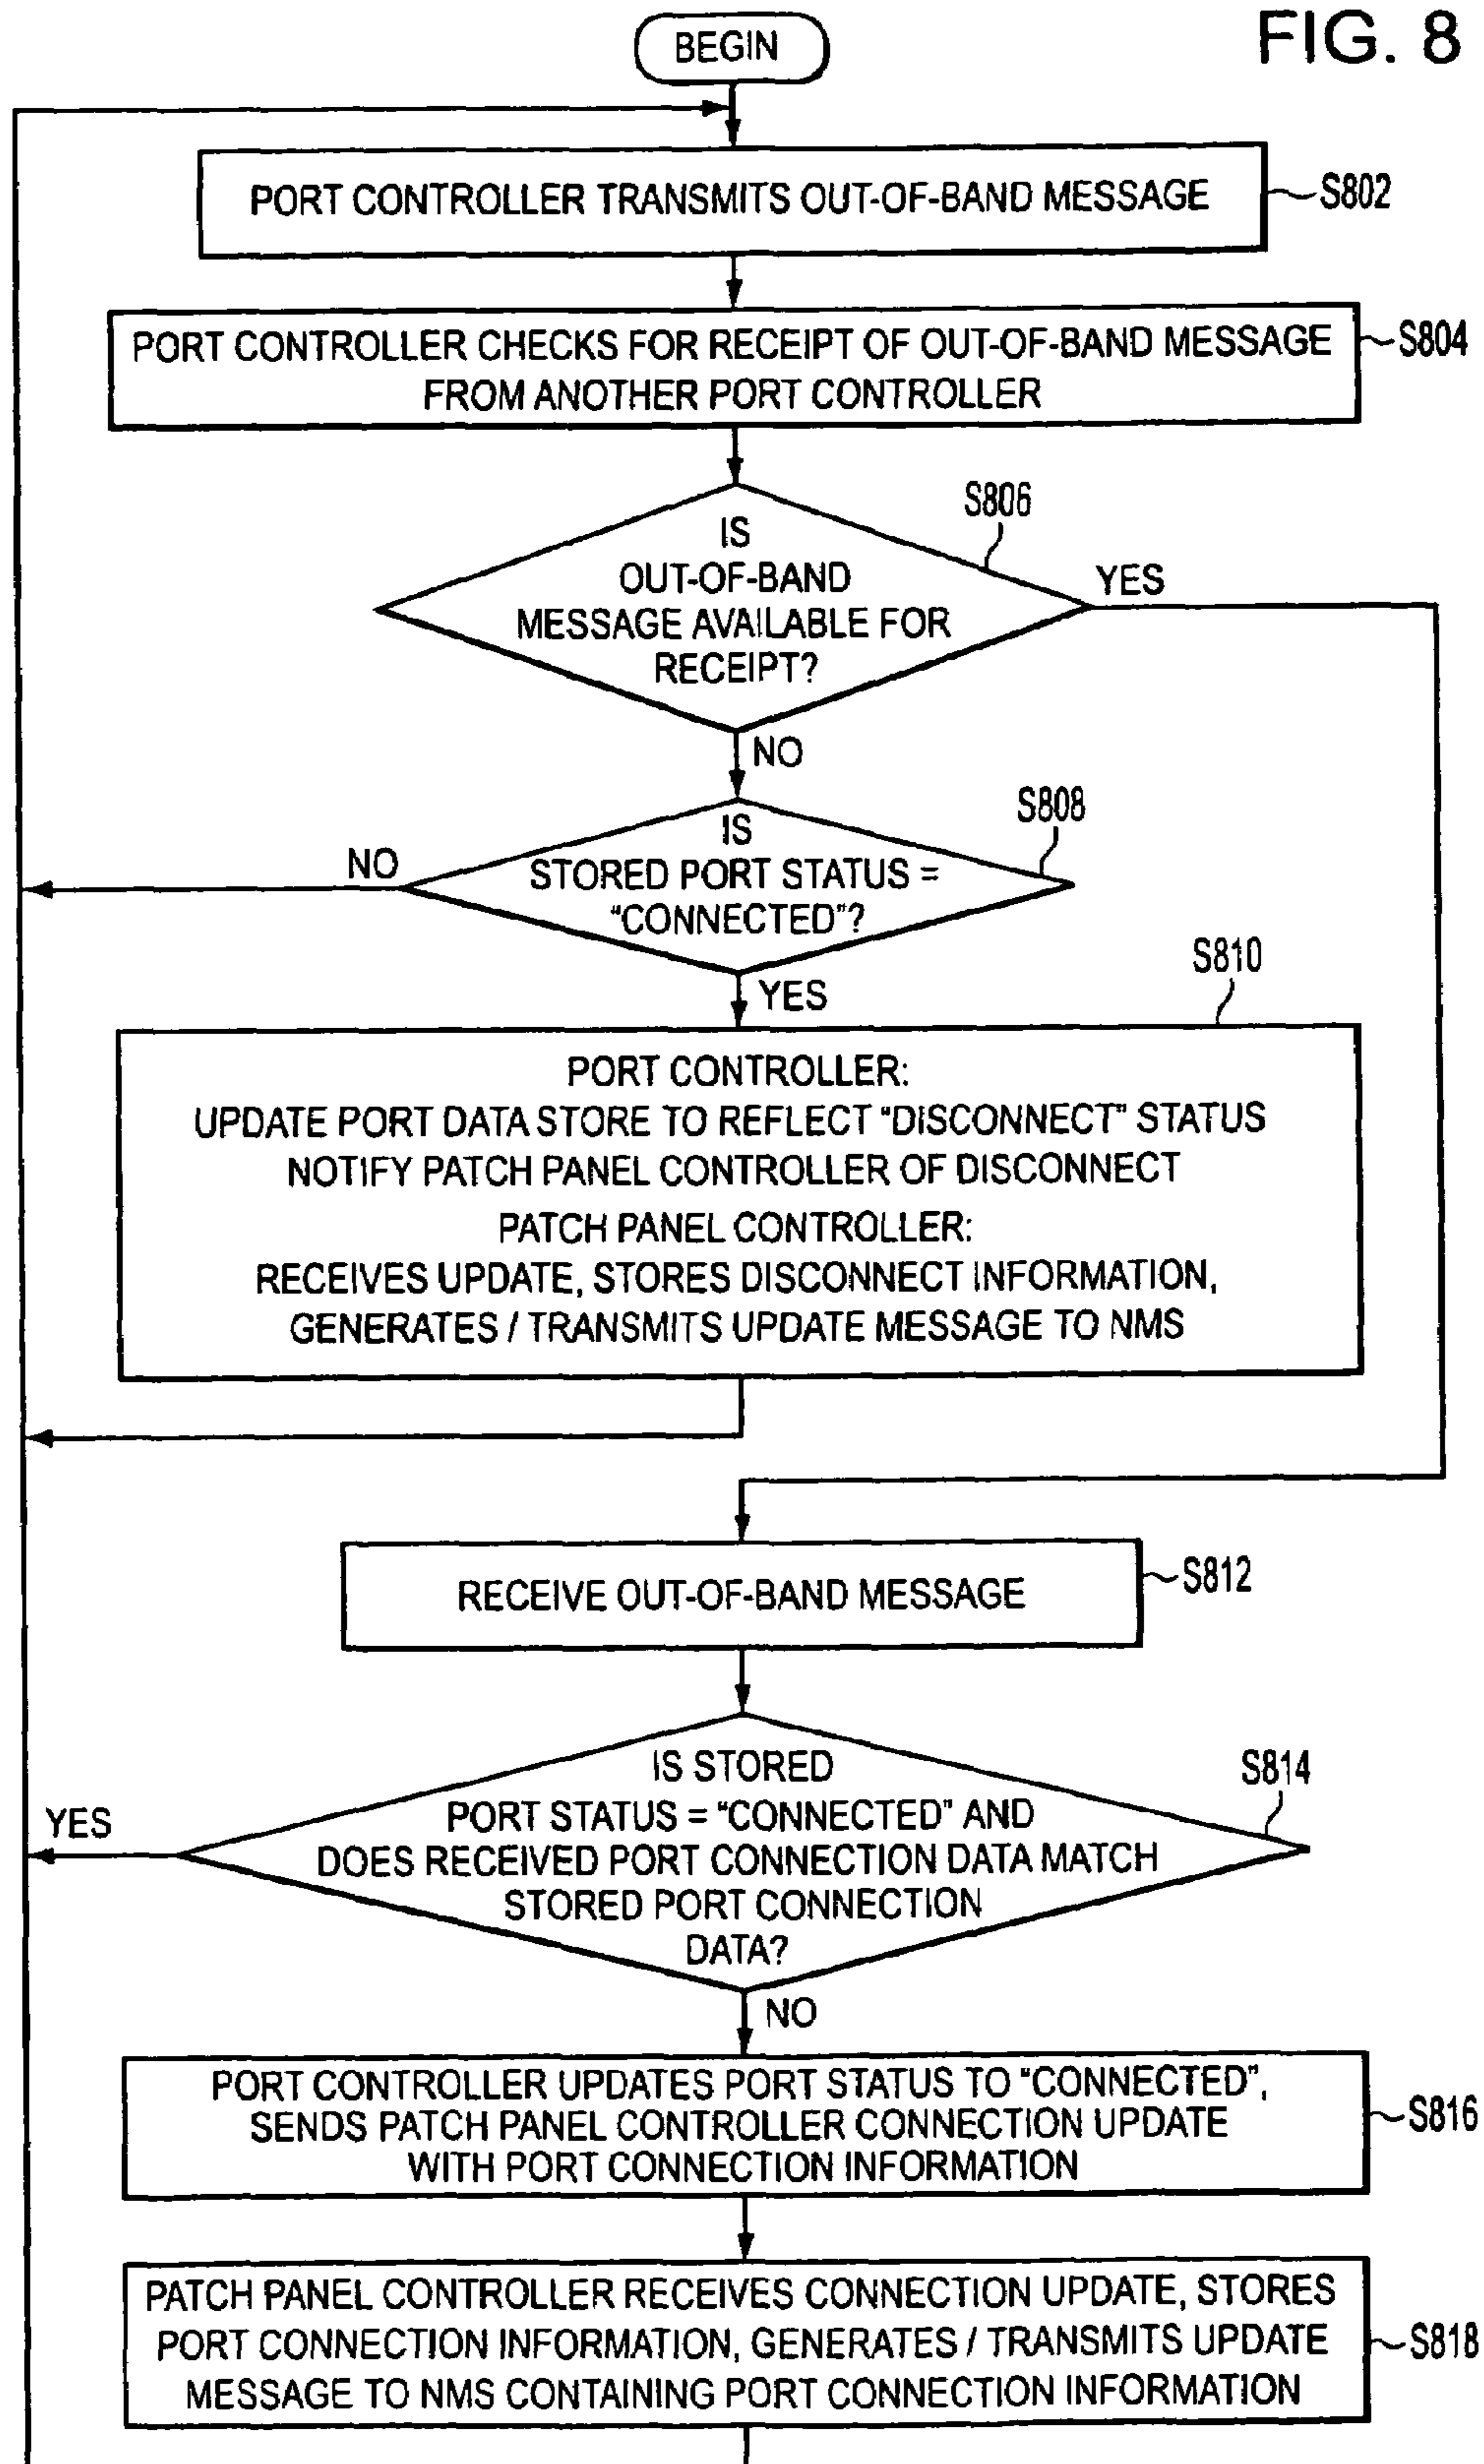 FIG. 8
BEGIN
PORT CONTROLLER TRANSMITS OUT-OF-BAND MESSAGE
S802
PORT CONTROLLER CHECKS FOR RECEIPT OF OUT-OF-BAND MESSAGE
FROM ANOTHER PORT CONTROLLER
S804
S806
IS
OUT-OF-BAND
MESSAGE AVAILABLE FOR
RECEIPT?
YES
NO
S808
IS
STORED PORT STATUS =
"CONNECTED"?
NO
YES
S810
PORT CONTROLLER:
UPDATE PORT DATA STORE TO REFLECT "DISCONNECT" STATUS
NOTIFY PATCH PANEL CONTROLLER OF DISCONNECT
PATCH PANEL CONTROLLER:
RECEIVES UPDATE, STORES DISCONNECT INFORMATION,
GENERATES / TRANSMITS UPDATE MESSAGE TO NMS
RECEIVE OUT-OF-BAND MESSAGE
S812
S814
IS STORED
PORT STATUS = "CONNECTED" AND
DOES RECEIVED PORT CONNECTION DATA MATCH
STORED PORT CONNECTION
DATA?
YES
NO
PORT CONTROLLER UPDATES PORT STATUS TO "CONNECTED",
SENDS PATCH PANEL CONTROLLER CONNECTION UPDATE
WITH PORT CONNECTION INFORMATION
S816
PATCH PANEL CONTROLLER RECEIVES CONNECTION UPDATE, STORES
PORT CONNECTION INFORMATION, GENERATES / TRANSMITS UPDATE
MESSAGE TO NMS CONTAINING PORT CONNECTION INFORMATION
S818